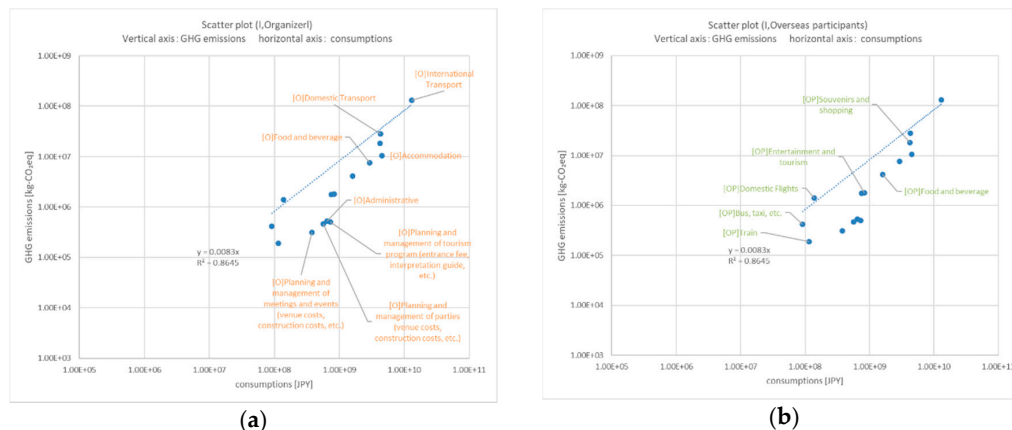 Scatter plot (I,Organizerl)
Vertical axis：GHG emissions horizontal axis：consumptions
1.00E+09
[O]International
Transport
1.00E+08
[O]Domestic Transport
[O]Food and beverage
1.00E+07
[O]Accommodation
GHG emissions [kg-CO₂eq]
1.00E+06
[O]Administrative
[O]Planning and
management of tourism
program (entrance fee,
interpretation guide,
etc.)
y = 0.0083x
R² = 0.8645
1.00E+05
[O]Planning and
management of
meetings and events
(venue costs,
construction costs, etc.)
[O]Planning and
management of parties
(venue costs,
construction costs, etc.)
1.00E+04
1.00E+03
1.00E+05 1.00E+06 1.00E+07 1.00E+08 1.00E+09 1.00E+10 1.00E+11
consumptions [JPY]
(a)
Scatter plot (I,Overseas participants)
Vertical axis：GHG emissions horizontal axis：consumptions
1.00E+09
1.00E+08
[OP]Souvenirs and
shopping
[OP]Entertainment and
tourism
1.00E+07
[OP]Domestic Flights
[OP]Food and beverage
GHG emissions [kg-CO₂eq]
1.00E+06
[OP]Bus, taxi, etc.
[OP]Train
y = 0.0083x
R² = 0.8645
1.00E+05
1.00E+04
1.00E+03
1.00E+05 1.00E+06 1.00E+07 1.00E+08 1.00E+09 1.00E+10 1.00E+11
consumptions [JPY]
(b)